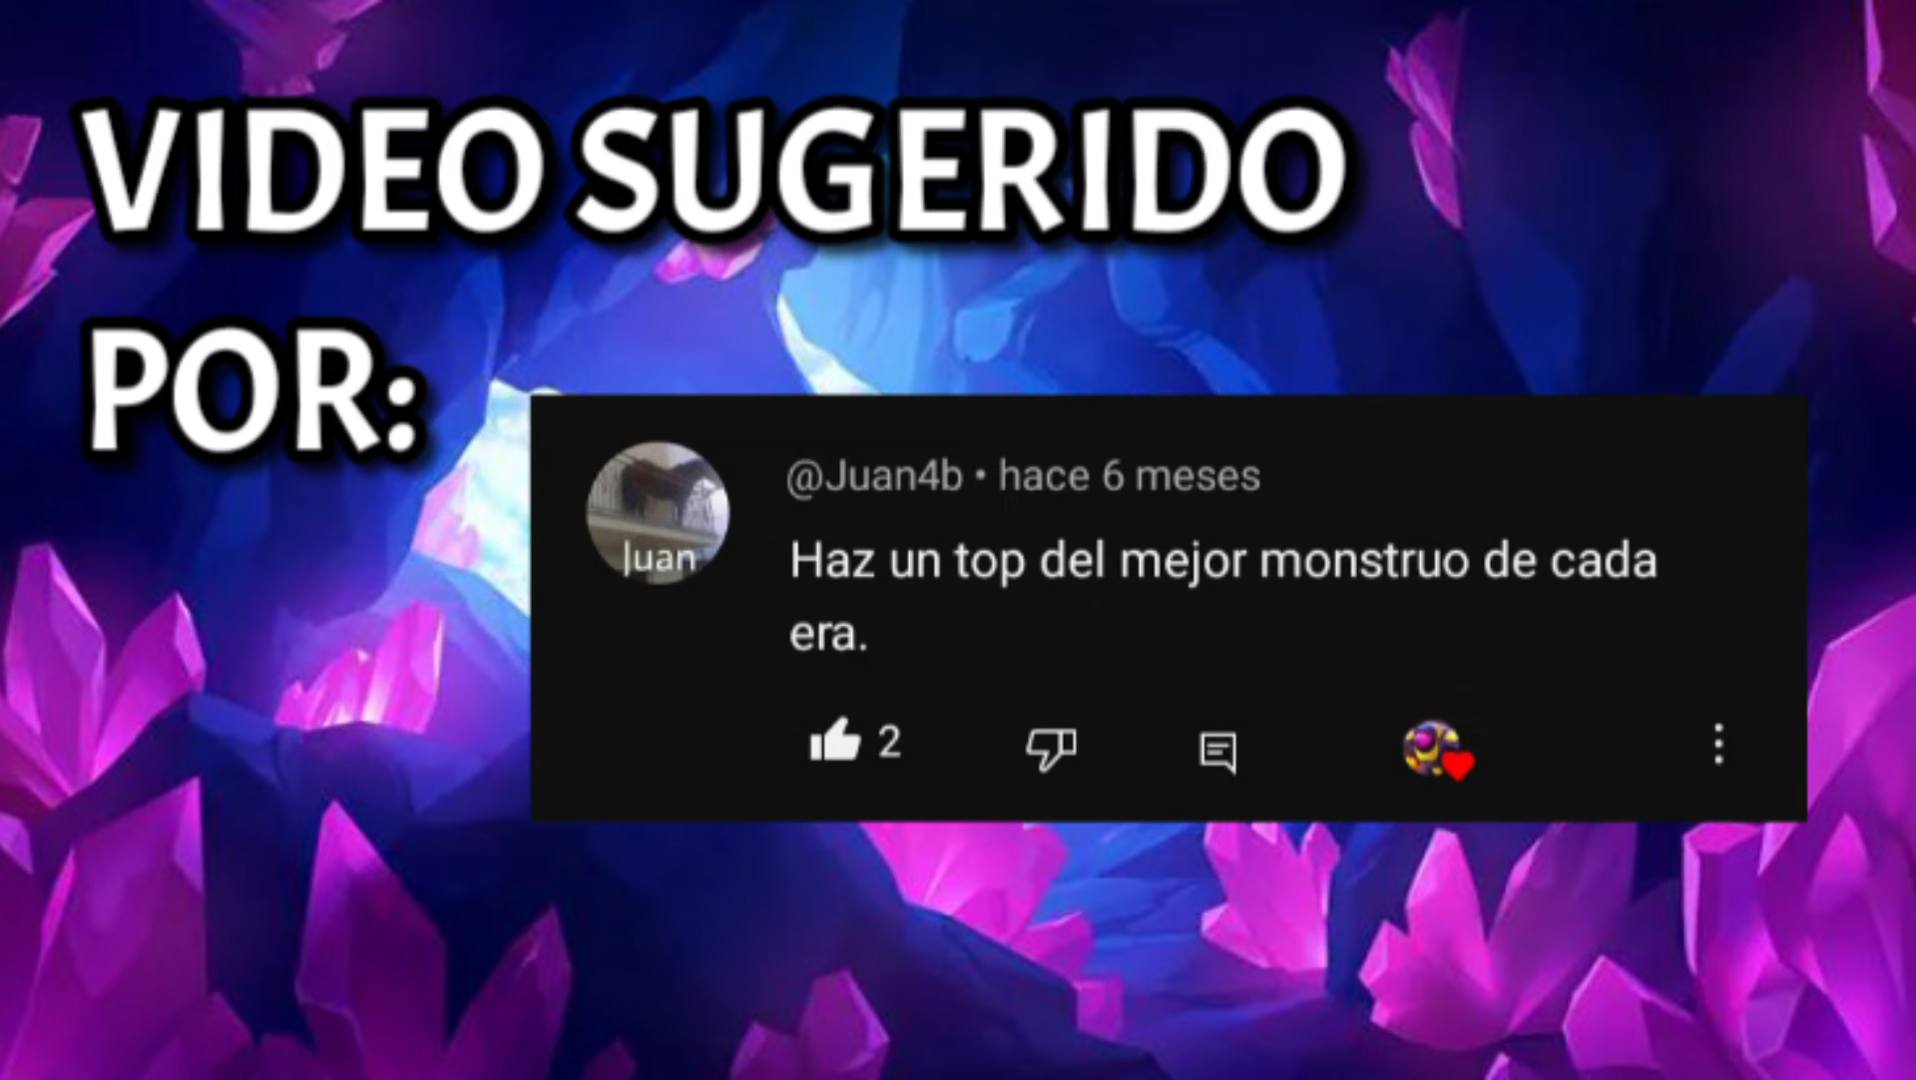 VIDEO SUGERIDO
POR:
@Juan4b • hace 6 meses
Juan
Haz un top del mejor monstruo de cada
era.
2